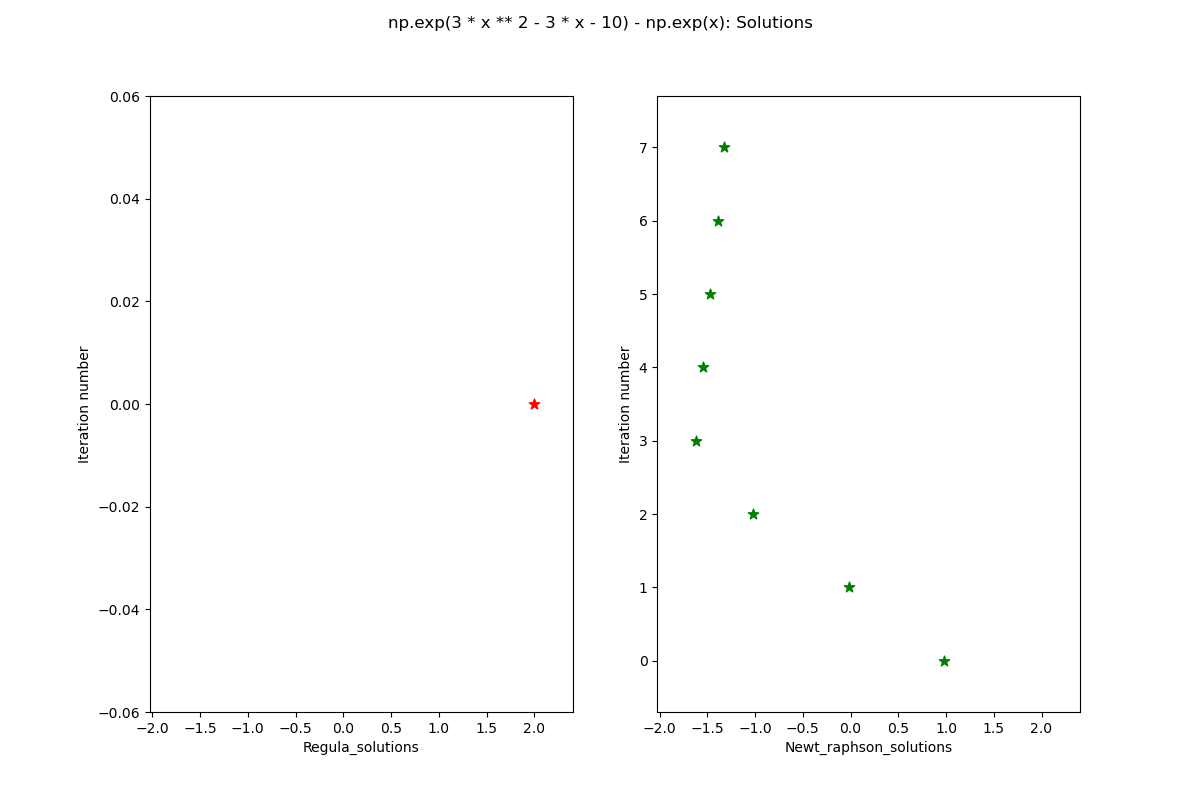 np.exp(3 * x ** 2 - 3 * x - 10) - np.exp(x): Solutions
0.06
0.04
0.02
0.00
−0.02
−0.04
−0.06
Iteration number
−2.0 −1.5 −1.0 −0.5 0.0 0.5 1.0 1.5 2.0
Regula_solutions
7
6
5
4
3
2
1
0
Iteration number
−2.0 −1.5 −1.0 −0.5 0.0 0.5 1.0 1.5 2.0
Newt_raphson_solutions